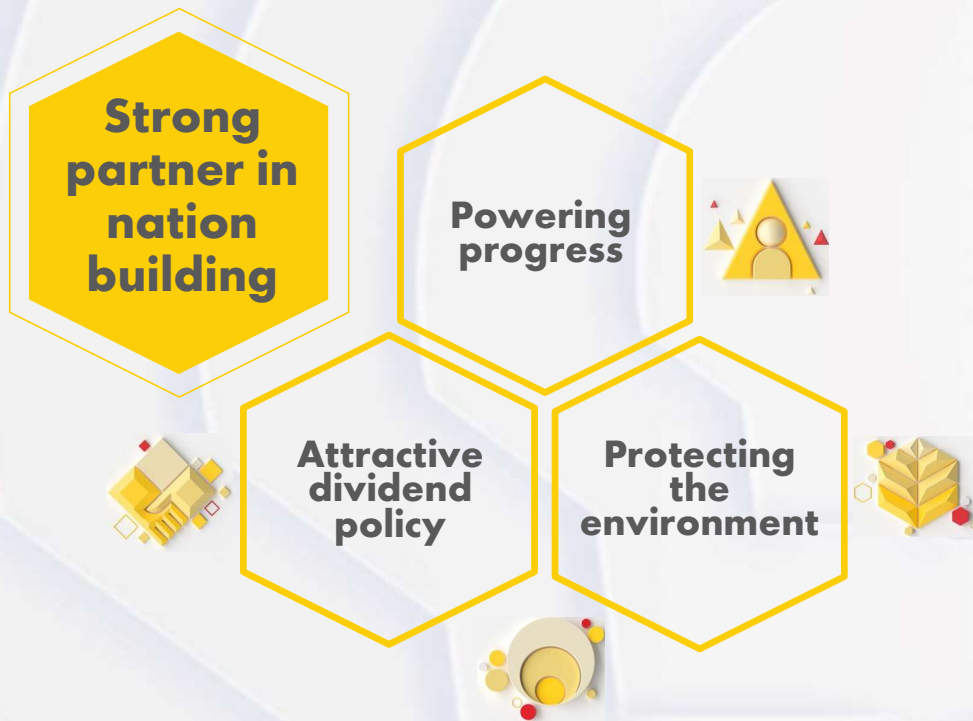 Strong
partner in
nation
building
Powering
progress
Attractive
dividend
policy
Protecting
the
environment